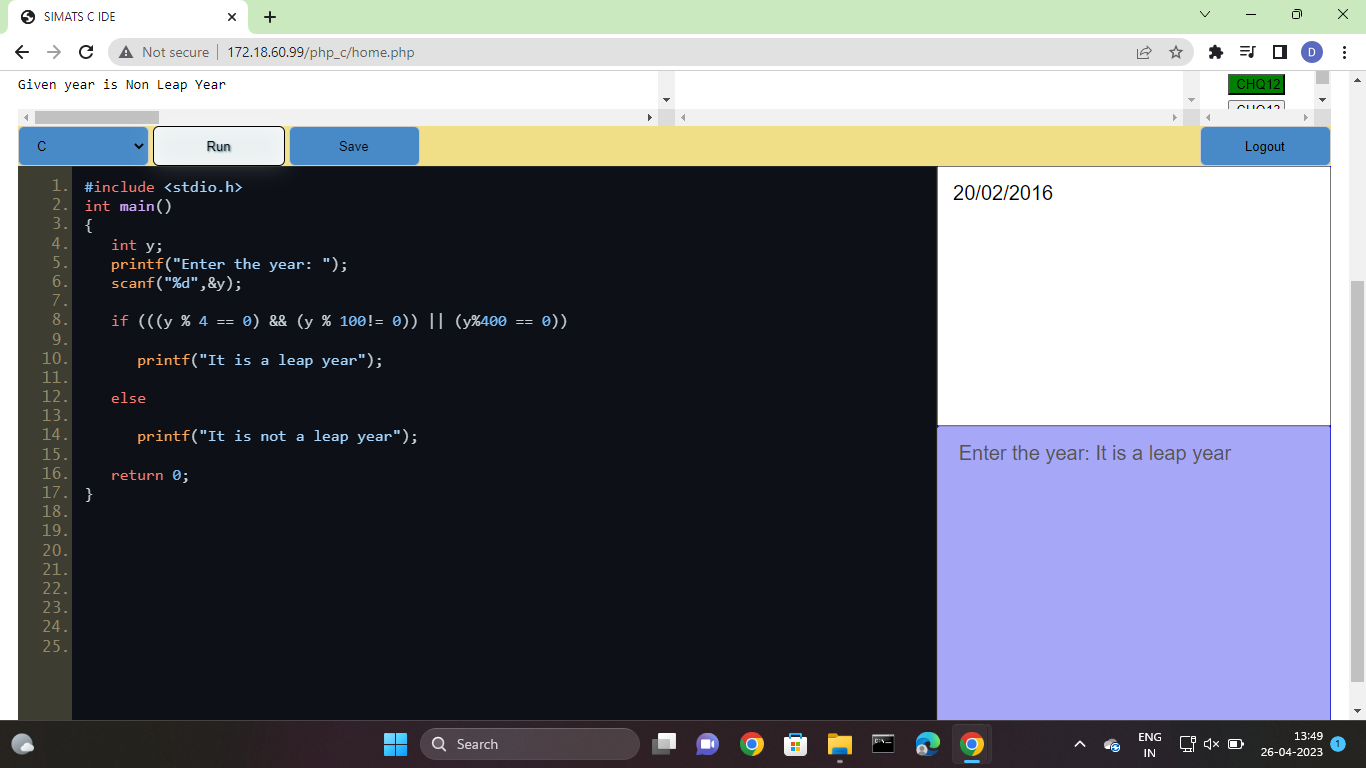 SIMATS C IDE
Not secure 172.18.60.99/php_c/home.php
D
Given year is Non Leap Year
CHQ12
C Run Save Logout
1. #include <stdio.h>
2. int main()
3. {
4. int y;
5. printf("Enter the year: ");
6. scanf("%d",&y);
7.
8. if (((y % 4 == 0) && (y % 100!= 0)) || (y%400 == 0))
9.
10. printf("It is a leap year");
11.
12. else
13.
14. printf("It is not a leap year");
15.
16. return 0;
17. }
18.
19.
20.
21.
22.
23.
24.
25.
20/02/2016
Enter the year: It is a leap year
Search
ENG
IN
13:49
26-04-2023
1